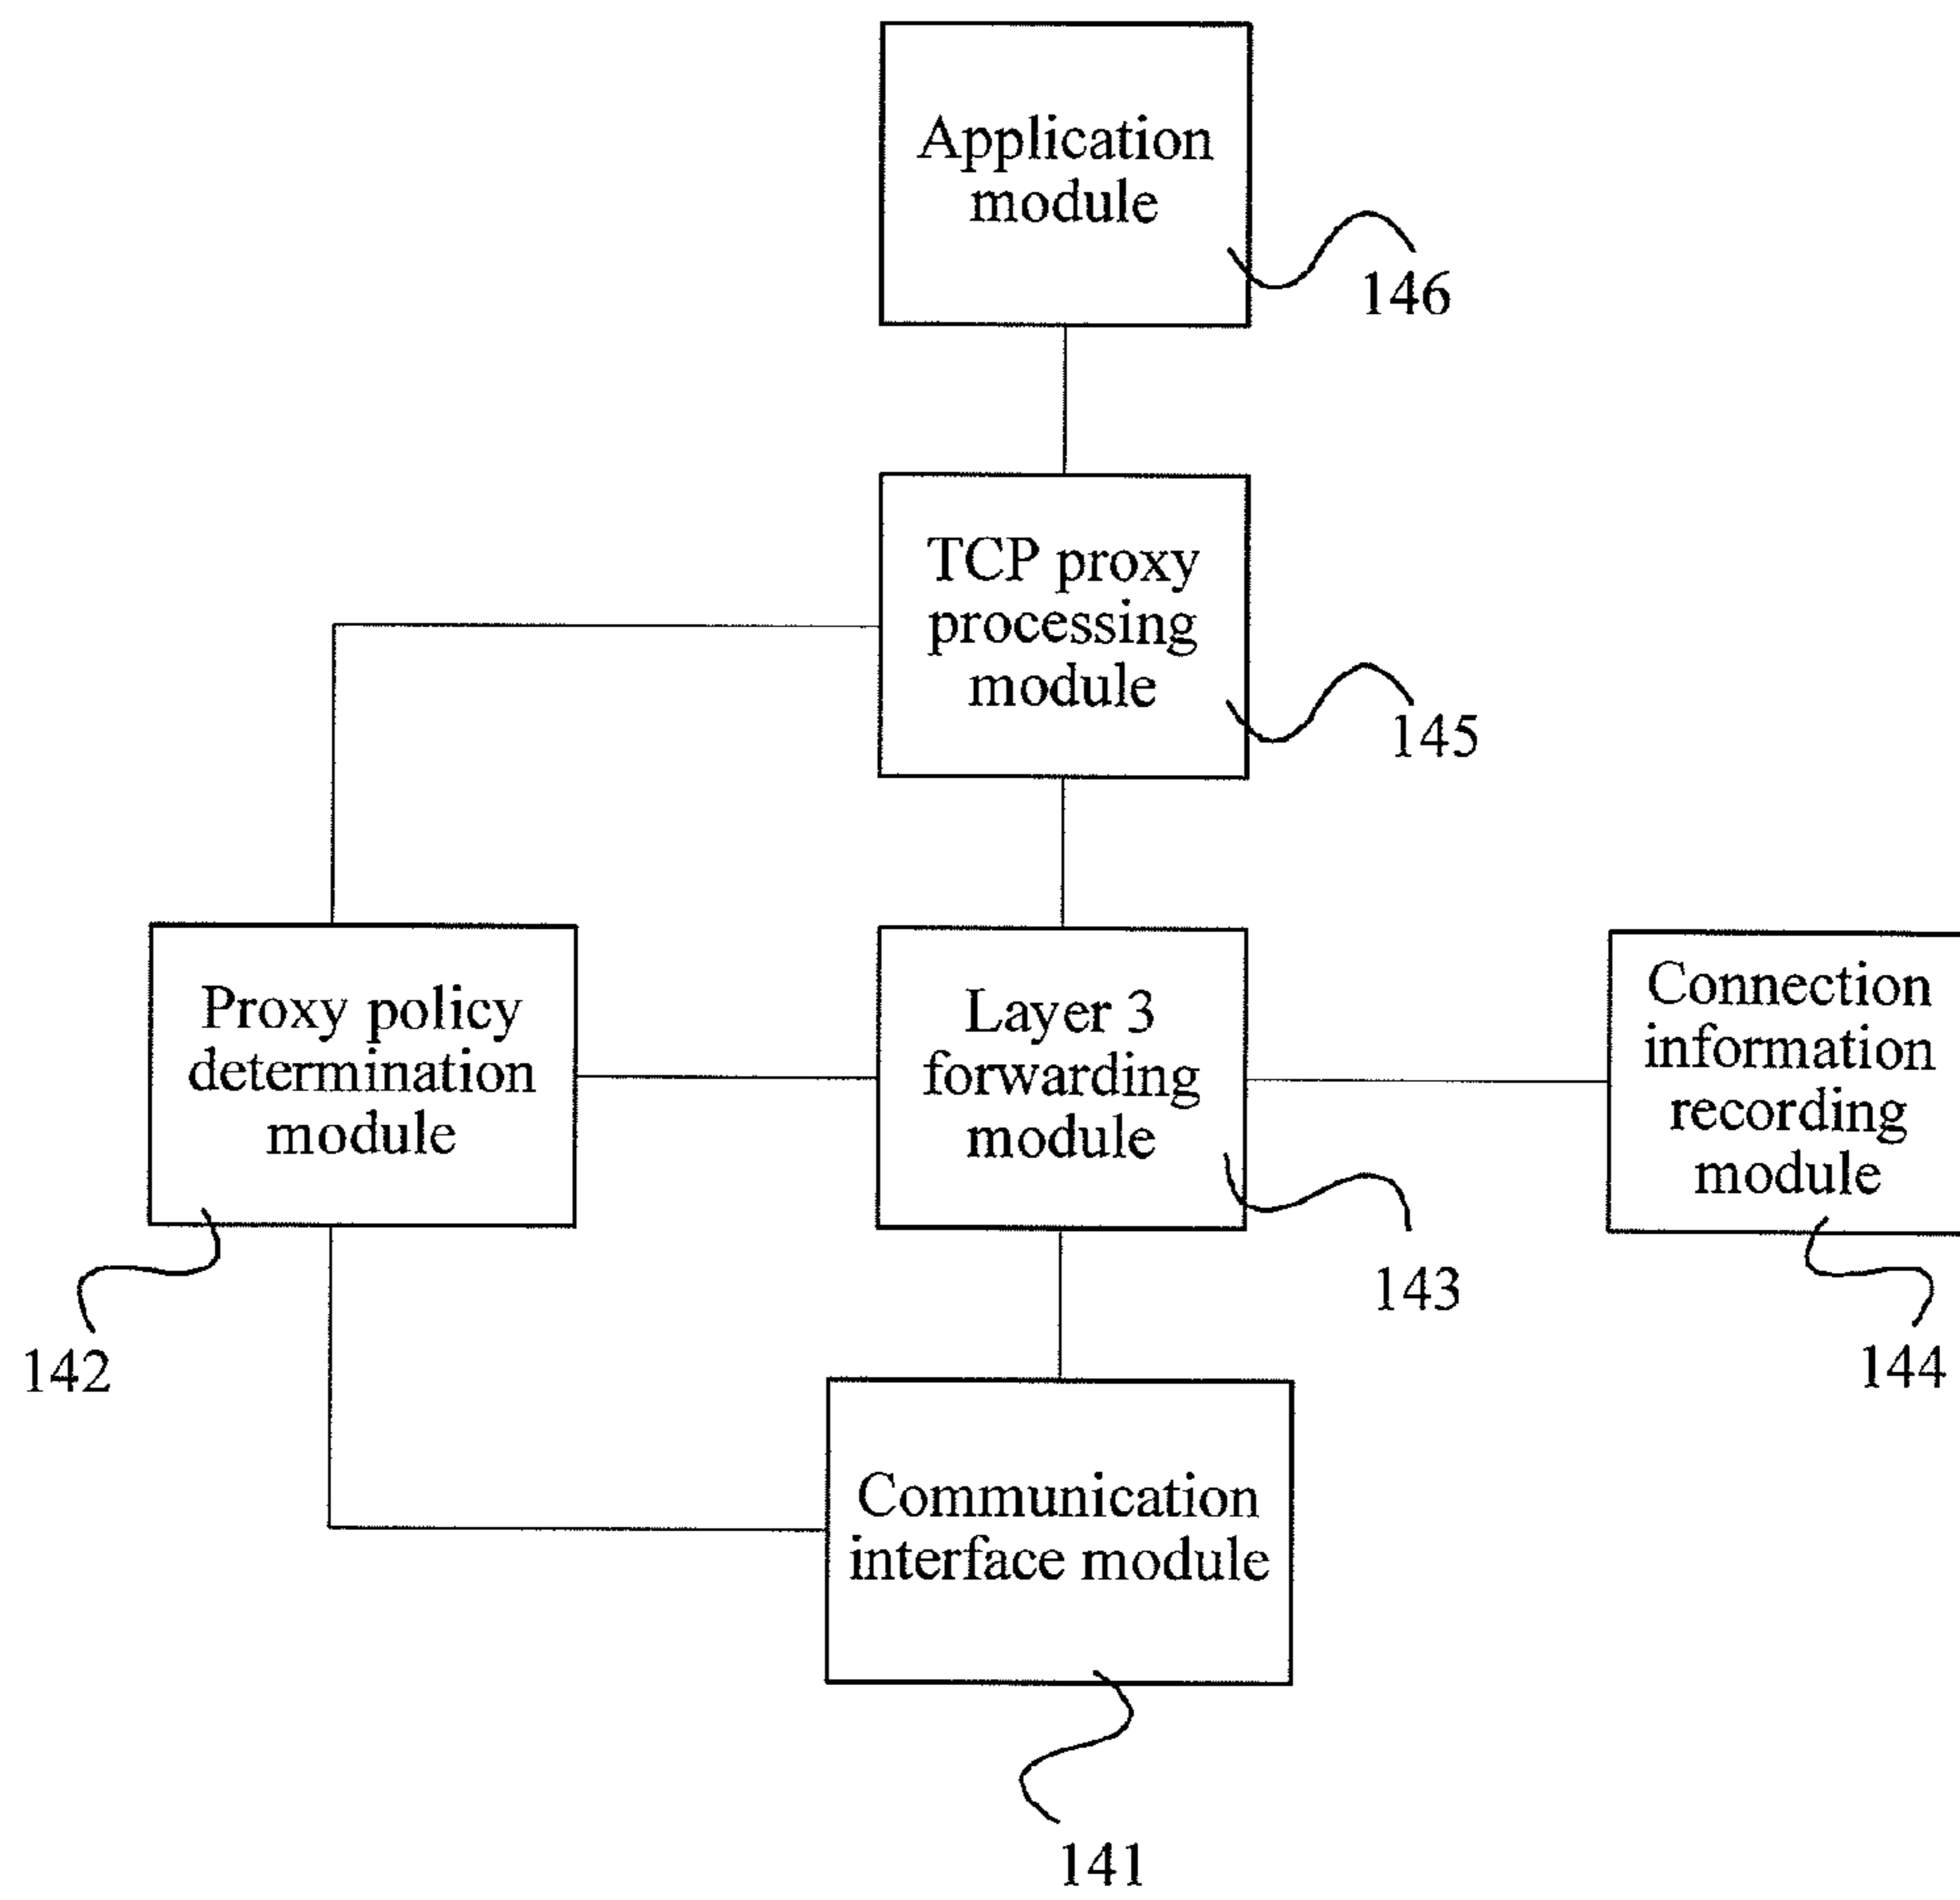 Application
module
146
TCP proxy
processing
module
145
Proxy policy
determination
module
142
Layer 3
forwarding
module
143
Connection
information
recording
module
144
Communication
interface module
141